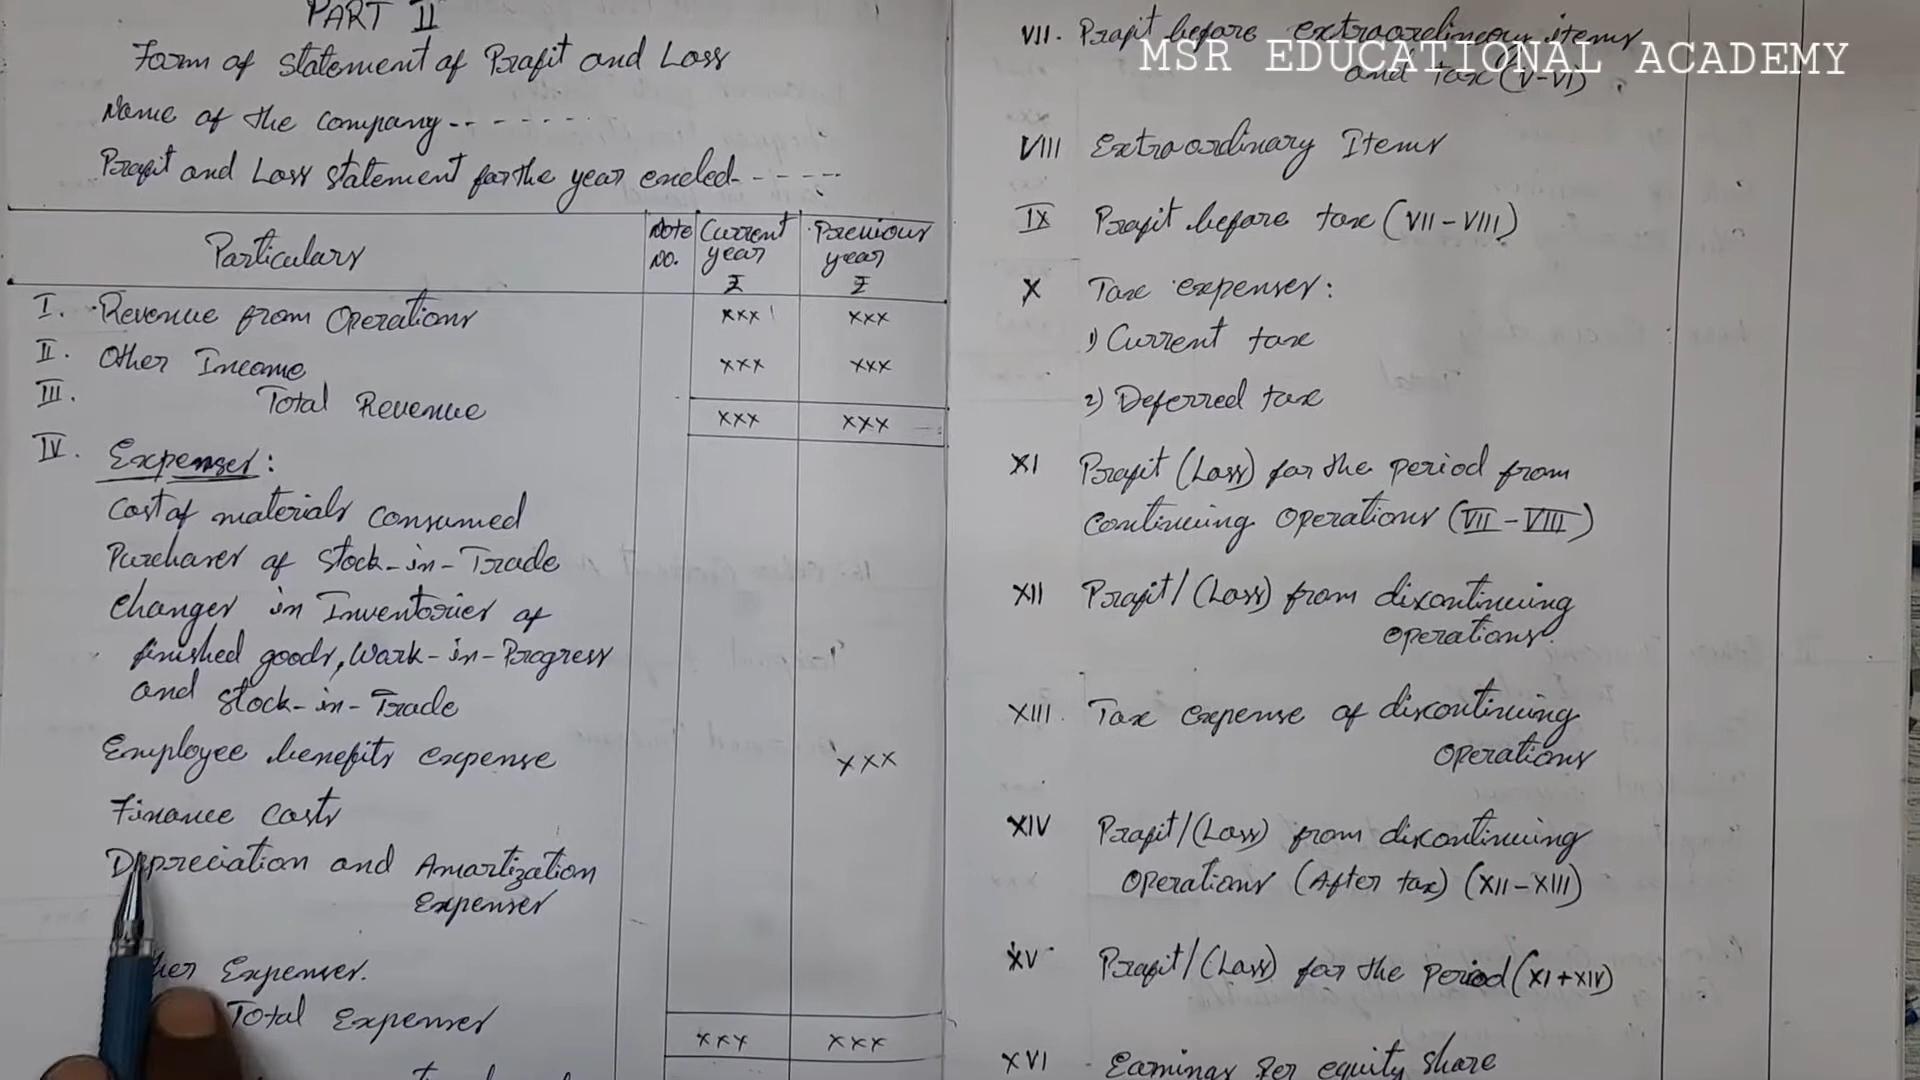 PART II
Form of Statement of Profit and Loss
Name of the Company -- - - - - -
Profit and Loss Statement for the year ended- - - - - -
Particulars
Note No.
Current year ₹
Previous year ₹
I. Revenue from Operations xxx xxx
II. Other Income xxx xxx
III. Total Revenue xxx xxx
IV. Expenses:
Cost of materials consumed
Purchases of Stock-in-Trade
Changes in Inventories of
finished goods, Work-in-Progress
and Stock-in-Trade
Employee benefits expense xxx
Finance Costs
Depreciation and Amortization
Expenses
Expenses.
Total Expenses xxx xxx
VII. Profit before extraordinary items
and tax (V-VI)
MSR EDUCATIONAL ACADEMY
VIII Extraordinary Items
IX Profit before tax (VII-VIII)
X Tax expenses:
1) Current tax
2) Deferred tax
XI Profit (Loss) for the period from
Continuing Operations (VII-VIII)
XII Profit/(Loss) from discontinuing
Operations.
XIII. Tax expense of discontinuing
Operations
XIV Profit/(Loss) from discontinuing
Operations (After tax) (XII-XIII)
XV Profit/(Loss) for the Period (XI+XIV)
XVI Earnings Per equity share